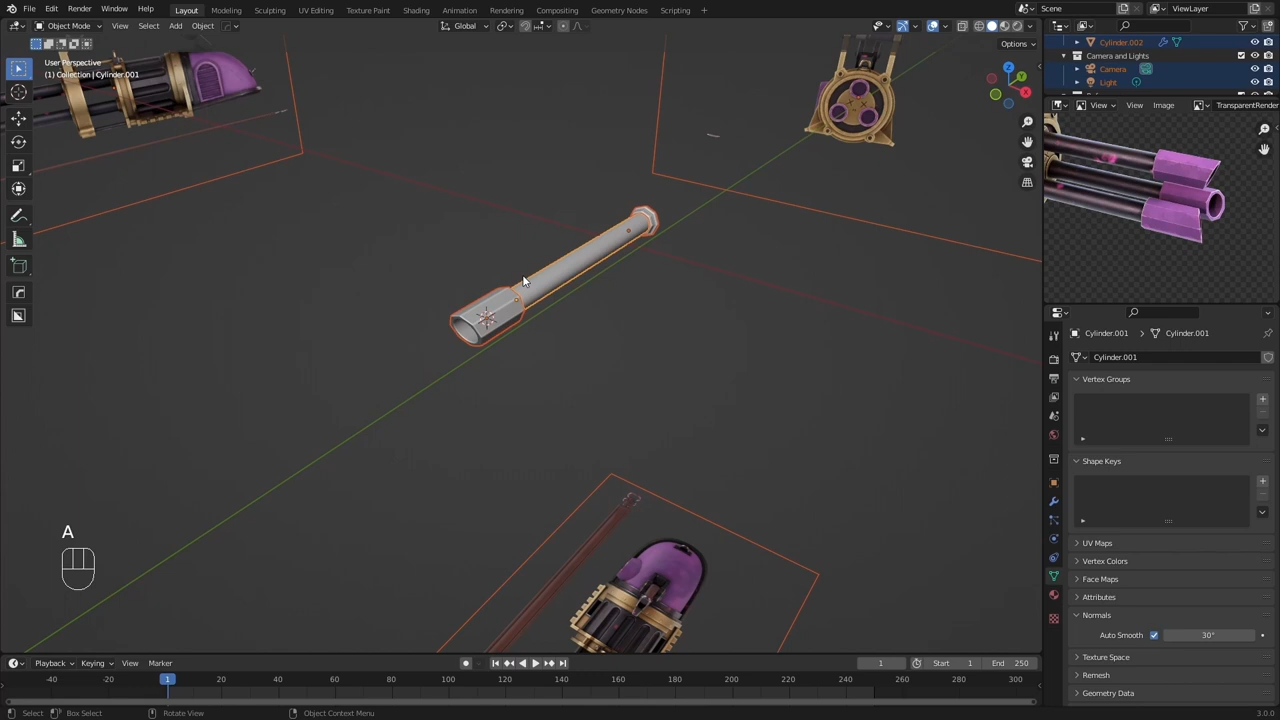 File Edit Render Window Help Layout Modeling Sculpting UV Editing Texture Paint Shading Animation Rendering Compositing Geometry Nodes Scripting + Scene ViewLayer
Object Mode View Select Add Object Global
Options
User Perspective
(1) Collection | Cylinder.001
Cylinder.002
Camera and Lights
Camera
Light
View View Image TransparentRender
Z
Y
X
A
Cylinder.001 > Cylinder.001
Cylinder.001
Vertex Groups
Shape Keys
UV Maps
Vertex Colors
Face Maps
Attributes
Normals
Auto Smooth 30°
Texture Space
Remesh
Geometry Data
Playback Keying View Marker 1 Start 1 End 250
-40 -20 1 20 40 60 80 100 120 140 160 180 200 220 240 260 280 300
Select Box Select Rotate View Object Context Menu 3.0.0